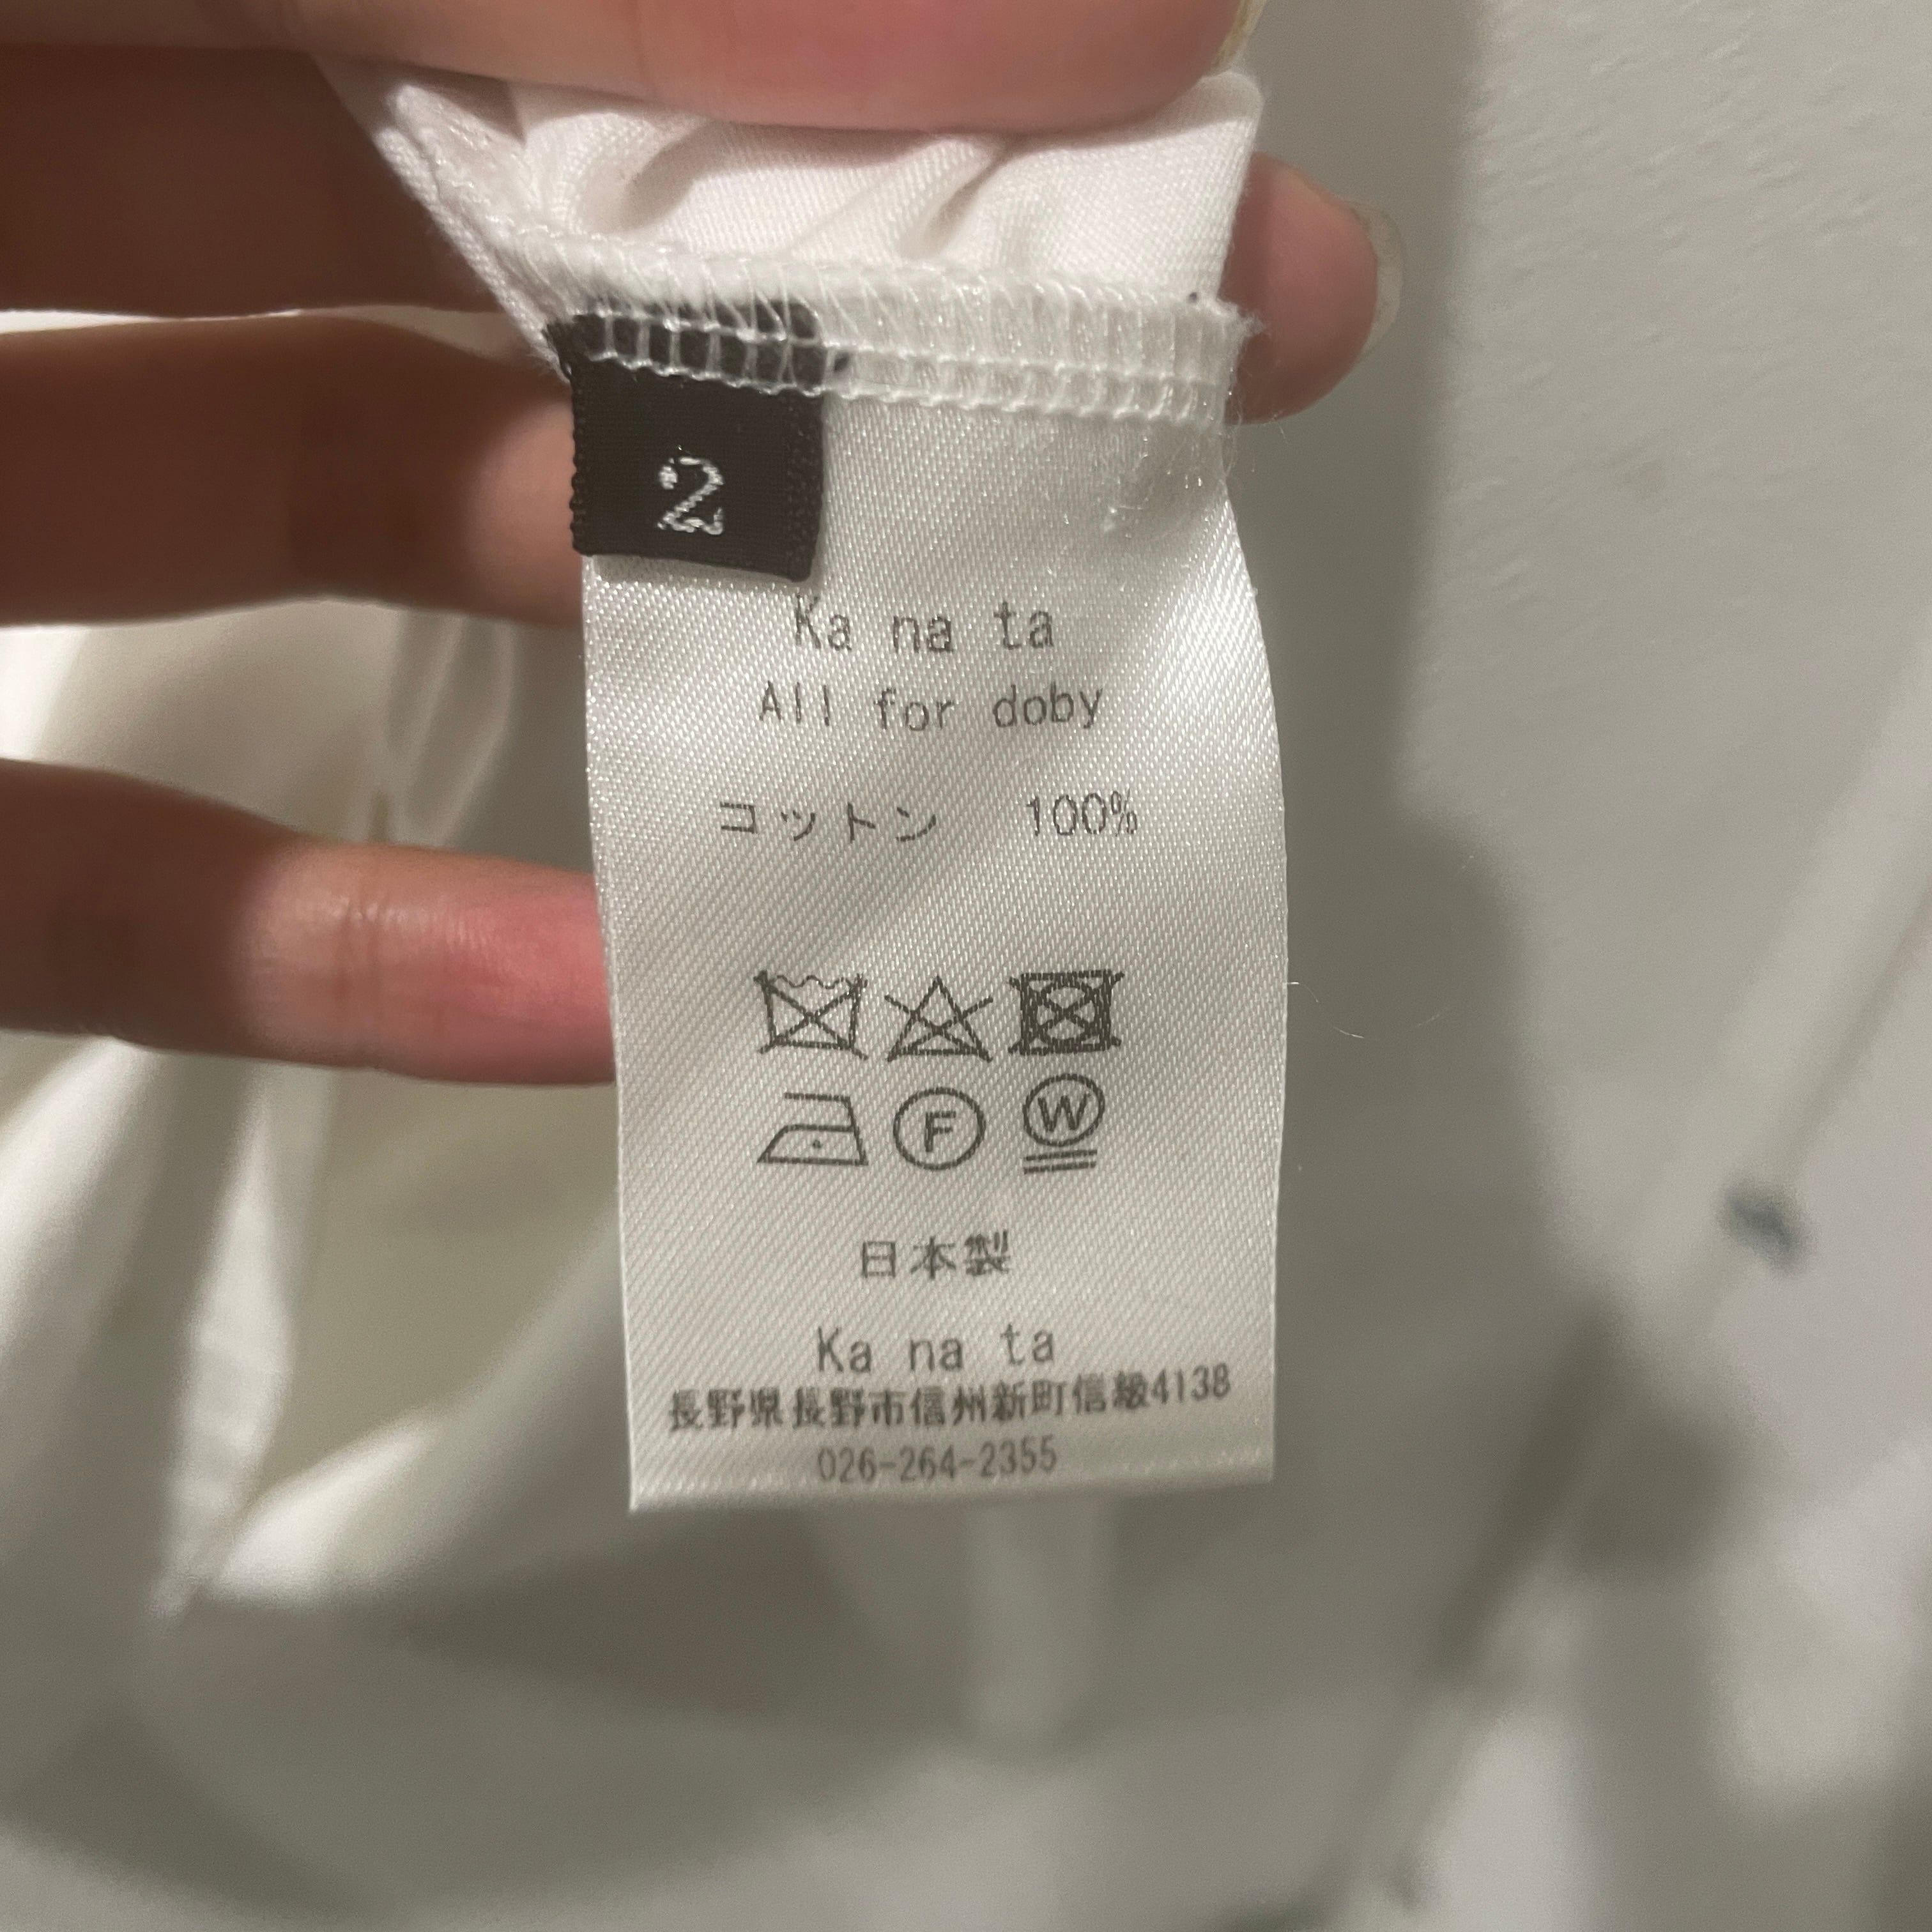 2
Ka na ta
All for doby
コットン 100%
F W
日本製
Ka na ta
長野県長野市信州新町信級4138
026-264-2355